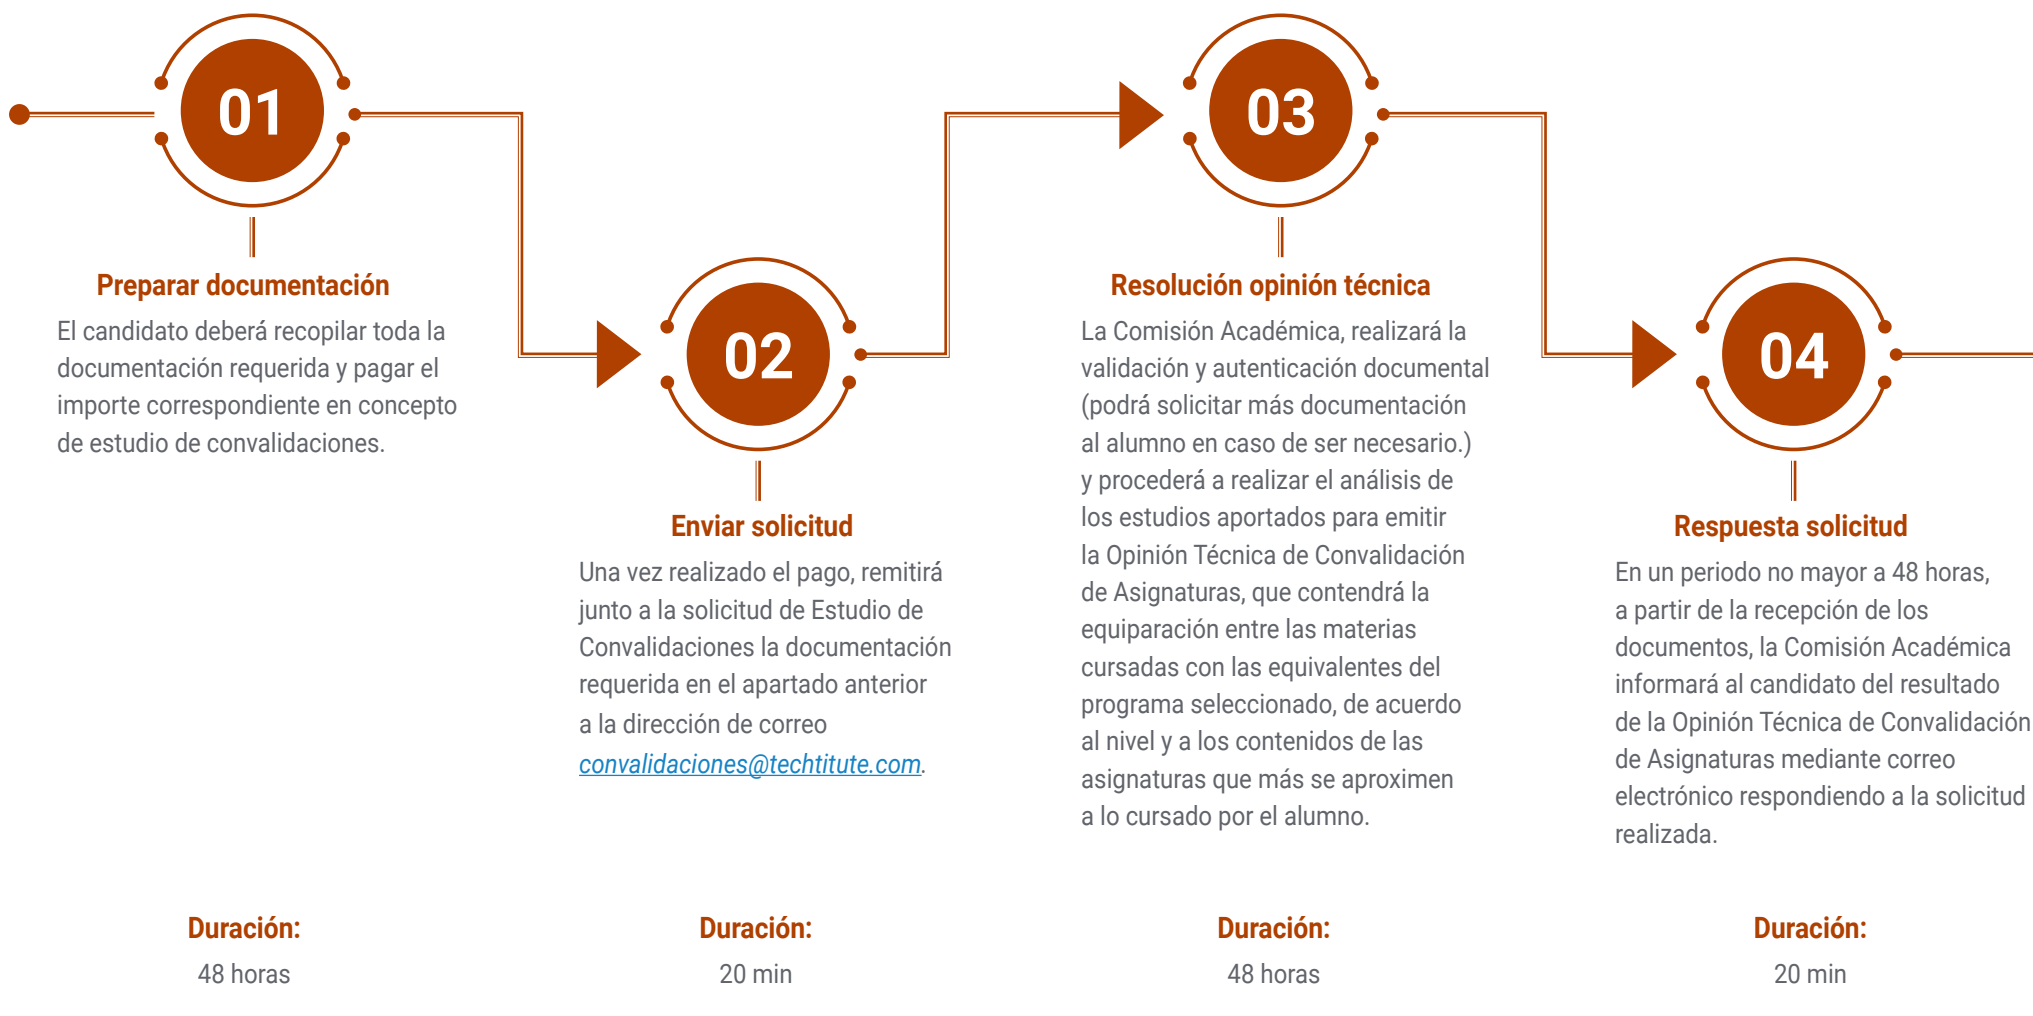 01
Preparar documentación
El candidato deberá recopilar toda la
documentación requerida y pagar el
importe correspondiente en concepto
de estudio de convalidaciones.
Duración:
48 horas
02
Enviar solicitud
Una vez realizado el pago, remitirá
junto a la solicitud de Estudio de
Convalidaciones la documentación
requerida en el apartado anterior
a la dirección de correo
convalidaciones@techtitute.com.
Duración:
20 min
03
Resolución opinión técnica
La Comisión Académica, realizará la
validación y autenticación documental
(podrá solicitar más documentación
al alumno en caso de ser necesario.)
y procederá a realizar el análisis de
los estudios aportados para emitir
la Opinión Técnica de Convalidación
de Asignaturas, que contendrá la
equiparación entre las materias
cursadas con las equivalentes del
programa seleccionado, de acuerdo
al nivel y a los contenidos de las
asignaturas que más se aproximen
a lo cursado por el alumno.
Duración:
48 horas
04
Respuesta solicitud
En un periodo no mayor a 48 horas,
a partir de la recepción de los
documentos, la Comisión Académica
informará al candidato del resultado
de la Opinión Técnica de Convalidación
de Asignaturas mediante correo
electrónico respondiendo a la solicitud
realizada.
Duración:
20 min